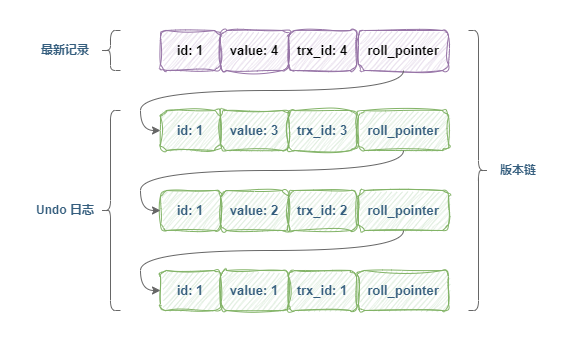 最新记录
id: 1 value: 4 trx_id: 4 roll_pointer
id: 1 value: 3 trx_id: 3 roll_pointer
版本链
Undo 日志
id: 1 value: 2 trx_id: 2 roll_pointer
id: 1 value: 1 trx_id: 1 roll_pointer